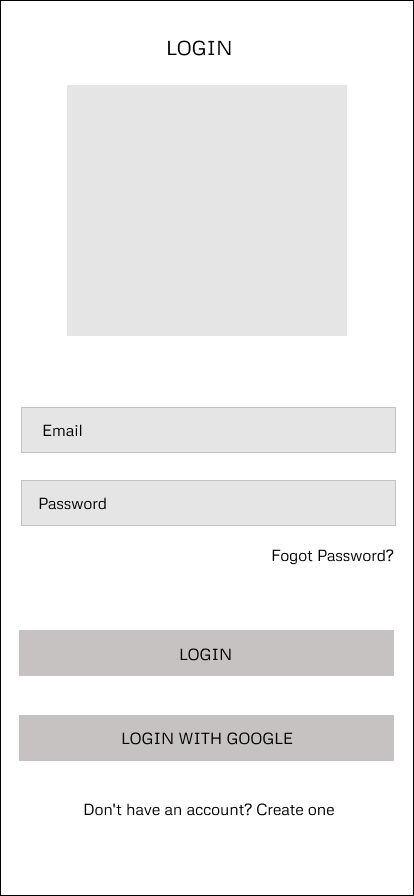 LOGIN
Email
Password
Fogot Password?
LOGIN
LOGIN WITH GOOGLE
Don't have an account? Create one